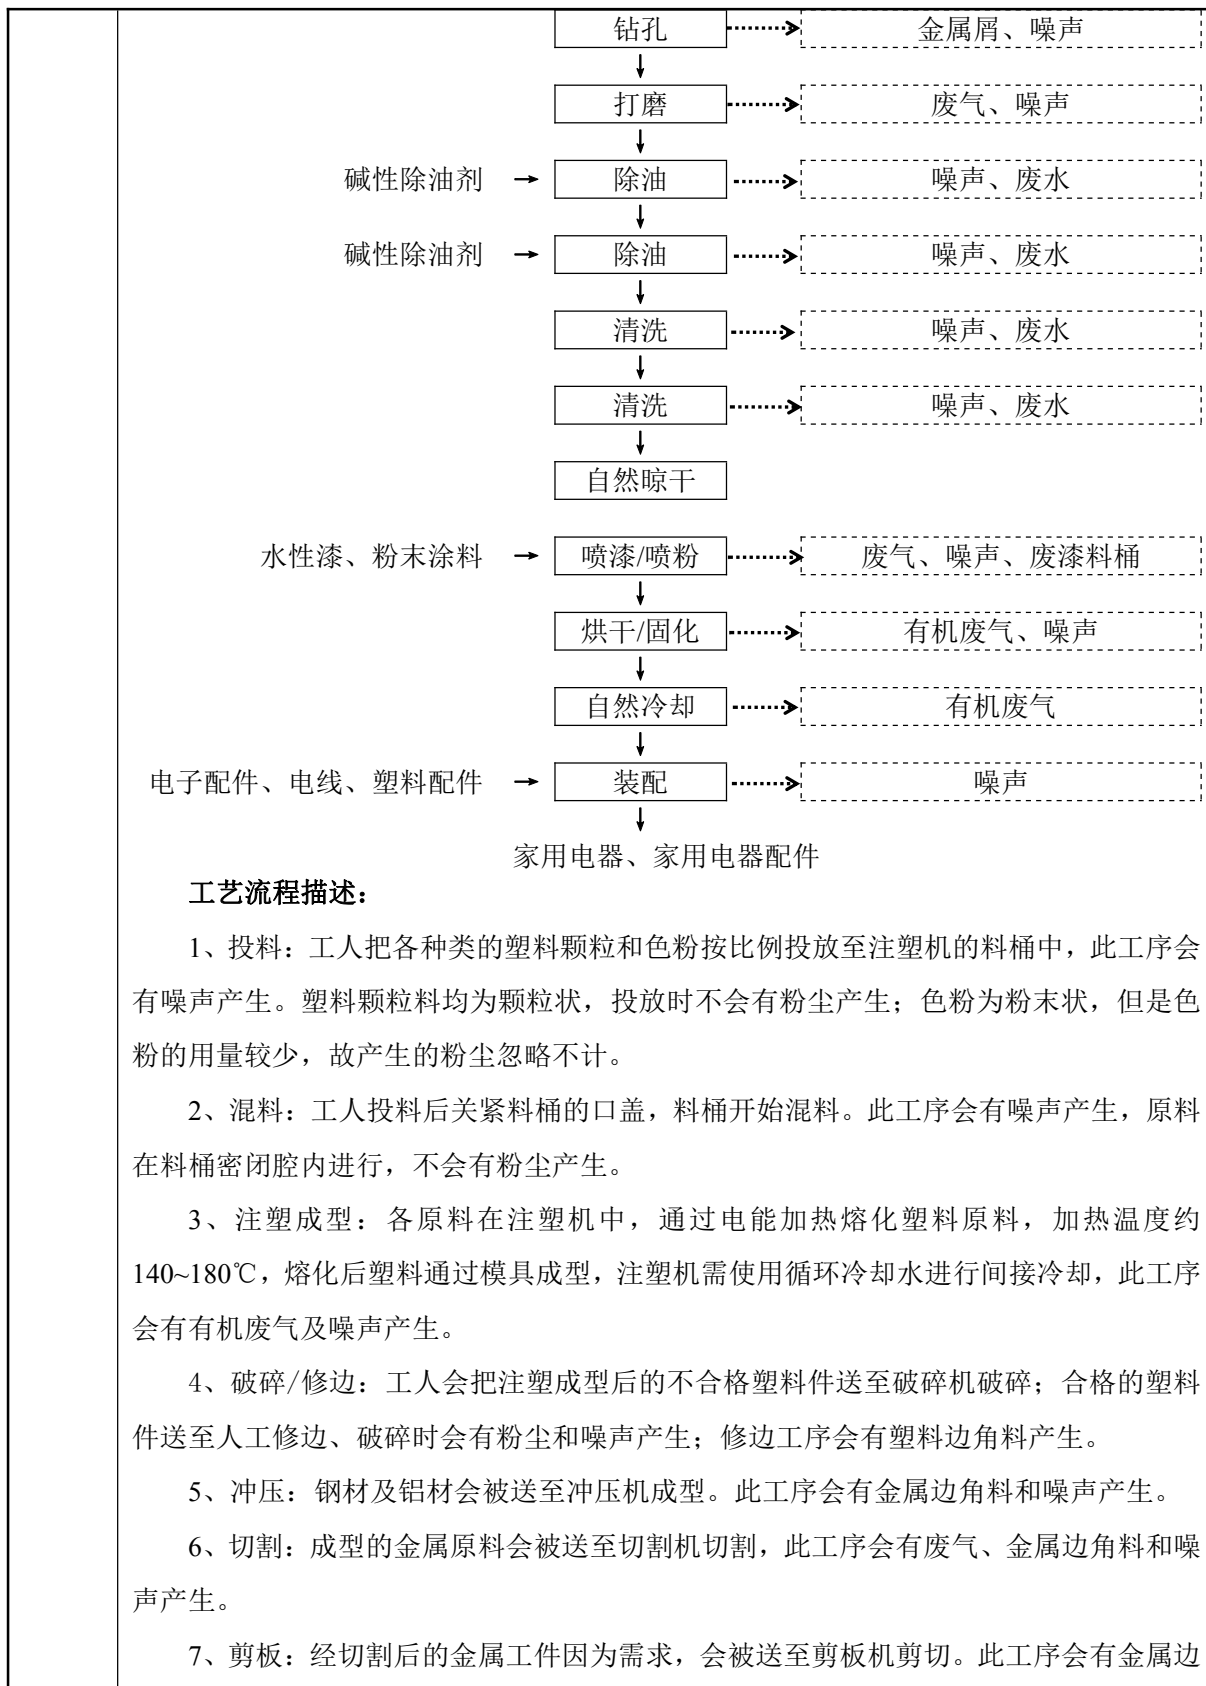 钻孔 金属屑、噪声
打磨 废气、噪声
碱性除油剂 除油 噪声、废水
碱性除油剂 除油 噪声、废水
清洗 噪声、废水
清洗 噪声、废水
自然晾干
水性漆、粉末涂料 喷漆/喷粉 废气、噪声、废漆料桶
烘干/固化 有机废气、噪声
自然冷却 有机废气
电子配件、电线、塑料配件 装配 噪声
家用电器、家用电器配件
工艺流程描述：
1、投料：工人把各种类的塑料颗粒和色粉按比例投放至注塑机的料桶中，此工序会
有噪声产生。塑料颗粒料均为颗粒状，投放时不会有粉尘产生；色粉为粉末状，但是色
粉的用量较少，故产生的粉尘忽略不计。
2、混料：工人投料后关紧料桶的口盖，料桶开始混料。此工序会有噪声产生，原料
在料桶密闭腔内进行，不会有粉尘产生。
3、注塑成型：各原料在注塑机中，通过电能加热熔化塑料原料，加热温度约
140~180℃，熔化后塑料通过模具成型，注塑机需使用循环冷却水进行间接冷却，此工序
会有有机废气及噪声产生。
4、破碎/修边：工人会把注塑成型后的不合格塑料件送至破碎机破碎；合格的塑料
件送至人工修边、破碎时会有粉尘和噪声产生；修边工序会有塑料边角料产生。
5、冲压：钢材及铝材会被送至冲压机成型。此工序会有金属边角料和噪声产生。
6、切割：成型的金属原料会被送至切割机切割，此工序会有废气、金属边角料和噪
声产生。
7、剪板：经切割后的金属工件因为需求，会被送至剪板机剪切。此工序会有金属边